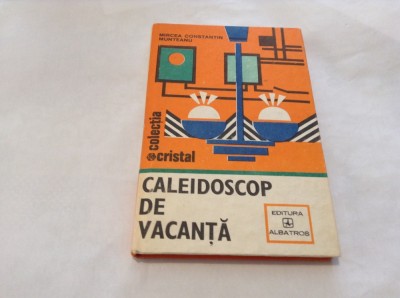 MIRCEA CONSTANTIN
MUNTEANU
colecția
cristal
CALEIDOSCOP
DE
VACANȚĂ
EDITURA
ALBATROS